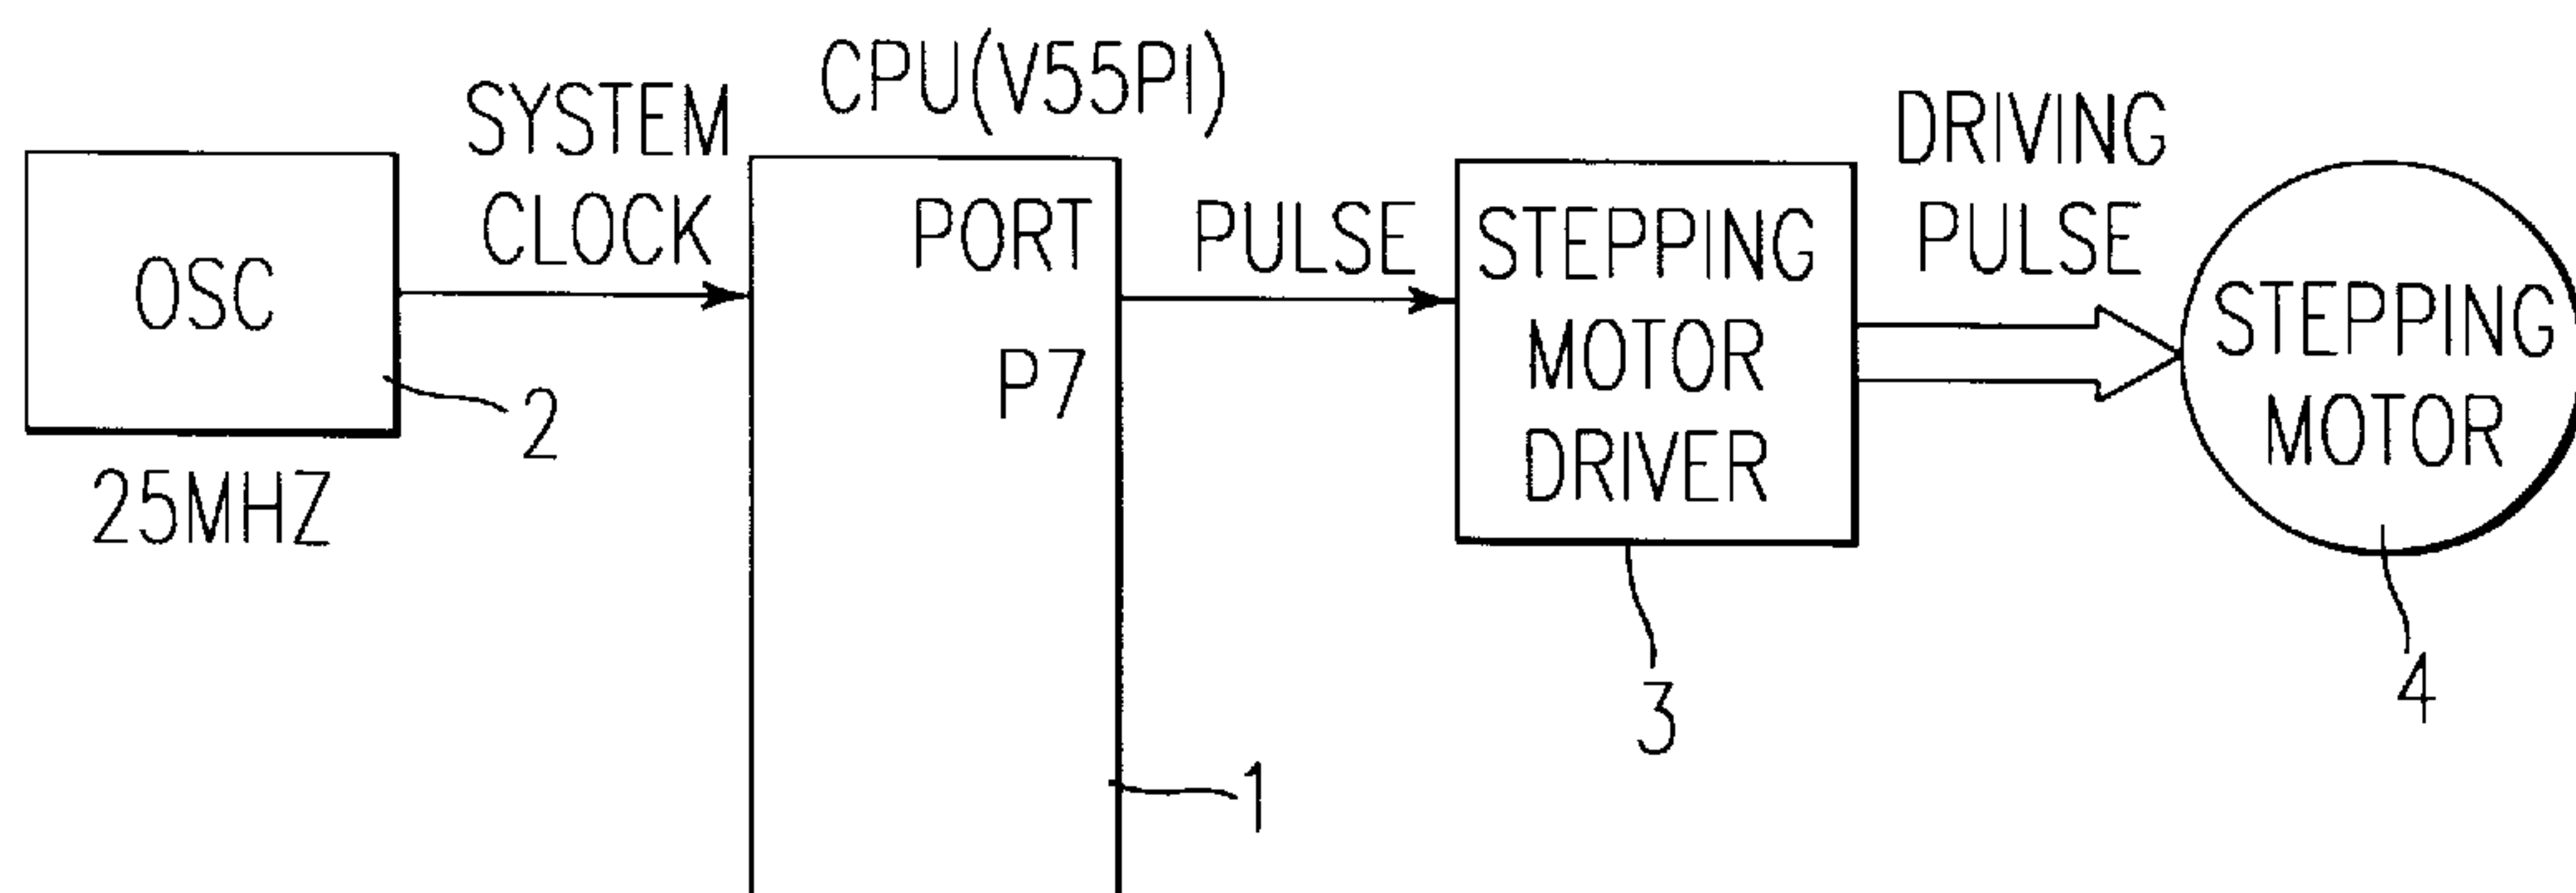 OSC
2
25MHZ
SYSTEM
CLOCK
CPU(V55PI)
PORT
P7
1
PULSE
STEPPING
MOTOR
DRIVER
3
DRIVING
PULSE
STEPPING
MOTOR
4